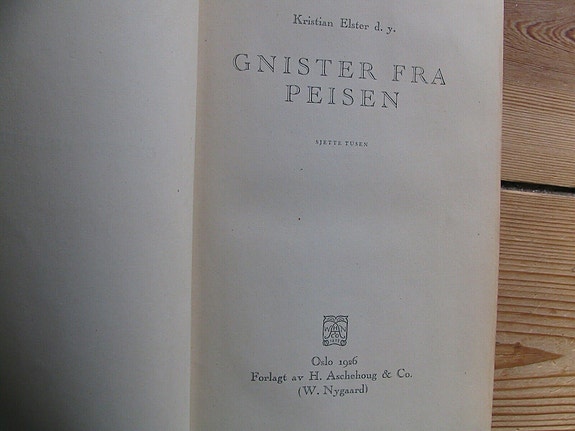 Kristian Elster d. y.
GNISTER FRA
PEISEN
SJETTE TUSEN
Oslo 1926
Forlagt av H. Aschehoug & Co.
(W. Nygaard)